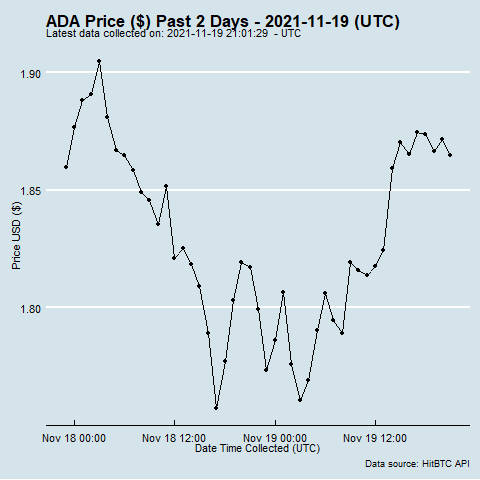 ADA Price ($) Past 2 Days - 2021-11-19 (UTC)
Latest data collected on: 2021-11-19 21:01:29 - UTC
1.90
1.85
1.80
Price USD ($)
Nov 18 00:00
Nov 18 12:00
Nov 19 00:00
Nov 19 12:00
Date Time Collected (UTC)
Data source: HitBTC API